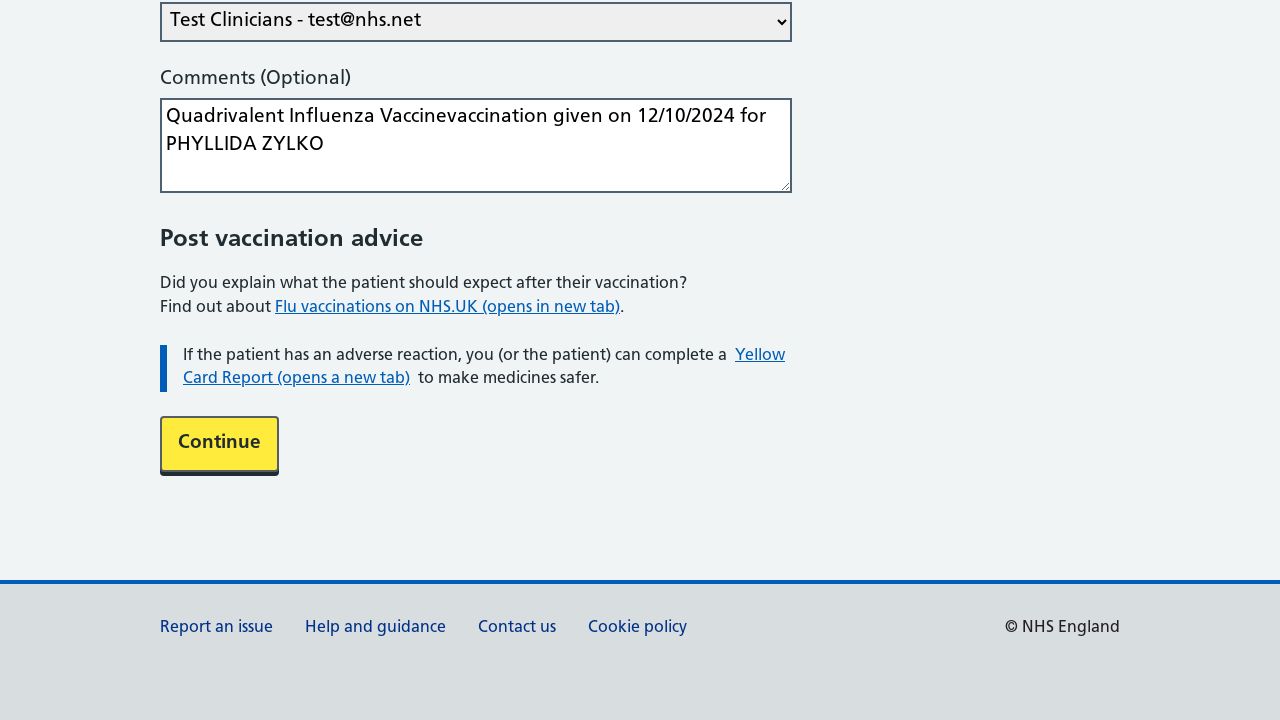 Test Clinicians - test@nhs.net
Comments (Optional)
Quadrivalent Influenza Vaccinevaccination given on 12/10/2024 for
PHYLLIDA ZYLKO
Post vaccination advice
Did you explain what the patient should expect after their vaccination?
Find out about Flu vaccinations on NHS.UK (opens in new tab).
If the patient has an adverse reaction, you (or the patient) can complete a Yellow
Card Report (opens a new tab) to make medicines safer.
Continue
Report an issue Help and guidance Contact us Cookie policy © NHS England